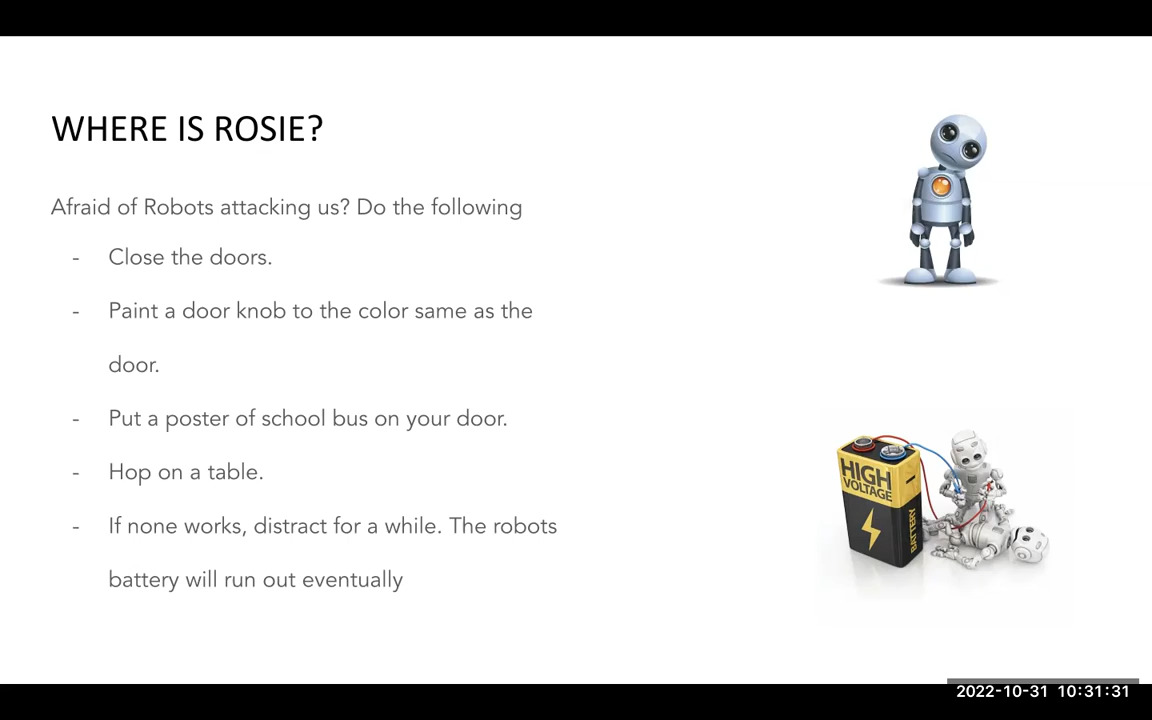 WHERE IS ROSIE?
Afraid of Robots attacking us? Do the following
- Close the doors.
- Paint a door knob to the color same as the
door.
- Put a poster of school bus on your door.
- Hop on a table.
- If none works, distract for a while. The robots
battery will run out eventually
HIGH
VOLTAGE
BATTERY
2022-10-31 10:31:31